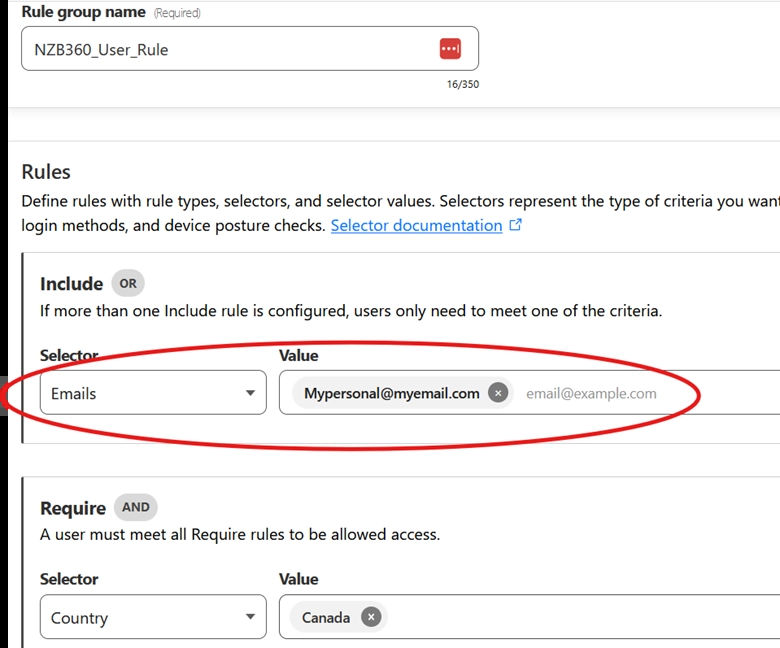 Rule group name (Required)
NZB360_User_Rule
16/350
Rules
Define rules with rule types, selectors, and selector values. Selectors represent the type of criteria you want
login methods, and device posture checks. Selector documentation
Include OR
If more than one Include rule is configured, users only need to meet one of the criteria.
Selector Value
Emails Mypersonal@myemail.com × email@example.com
Require AND
A user must meet all Require rules to be allowed access.
Selector Value
Country Canada ×